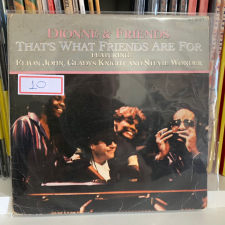 DIONNE & FRIENDS
THAT'S WHAT FRIENDS ARE FOR
FEATURING
ELTON JOHN, GLADYS KNIGHT AND STEVIE WONDER
10